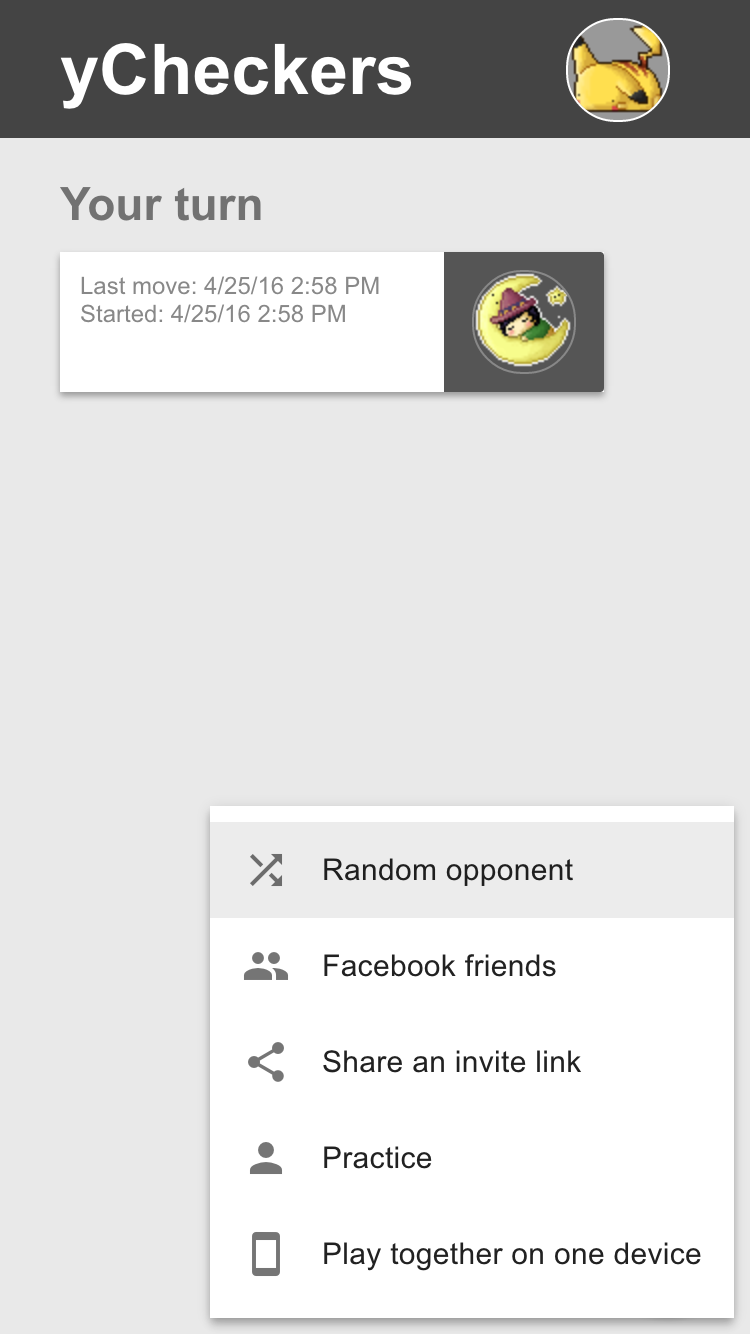 yCheckers
Your turn
Last move: 4/25/16 2:58 PM
Started: 4/25/16 2:58 PM
Random opponent
Facebook friends
Share an invite link
Practice
Play together on one device